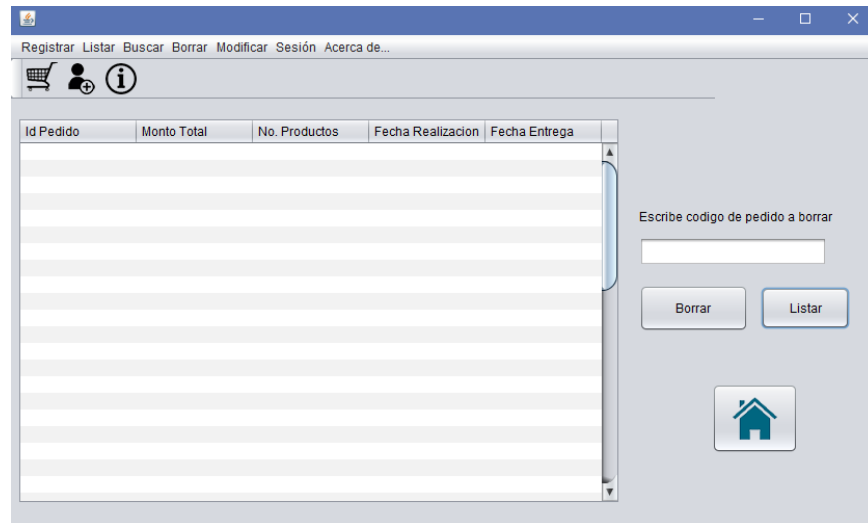 Registrar Listar Buscar Borrar Modificar Sesión Acerca de...
Id Pedido Monto Total No. Productos Fecha Realizacion Fecha Entrega
Escribe codigo de pedido a borrar
Borrar Listar